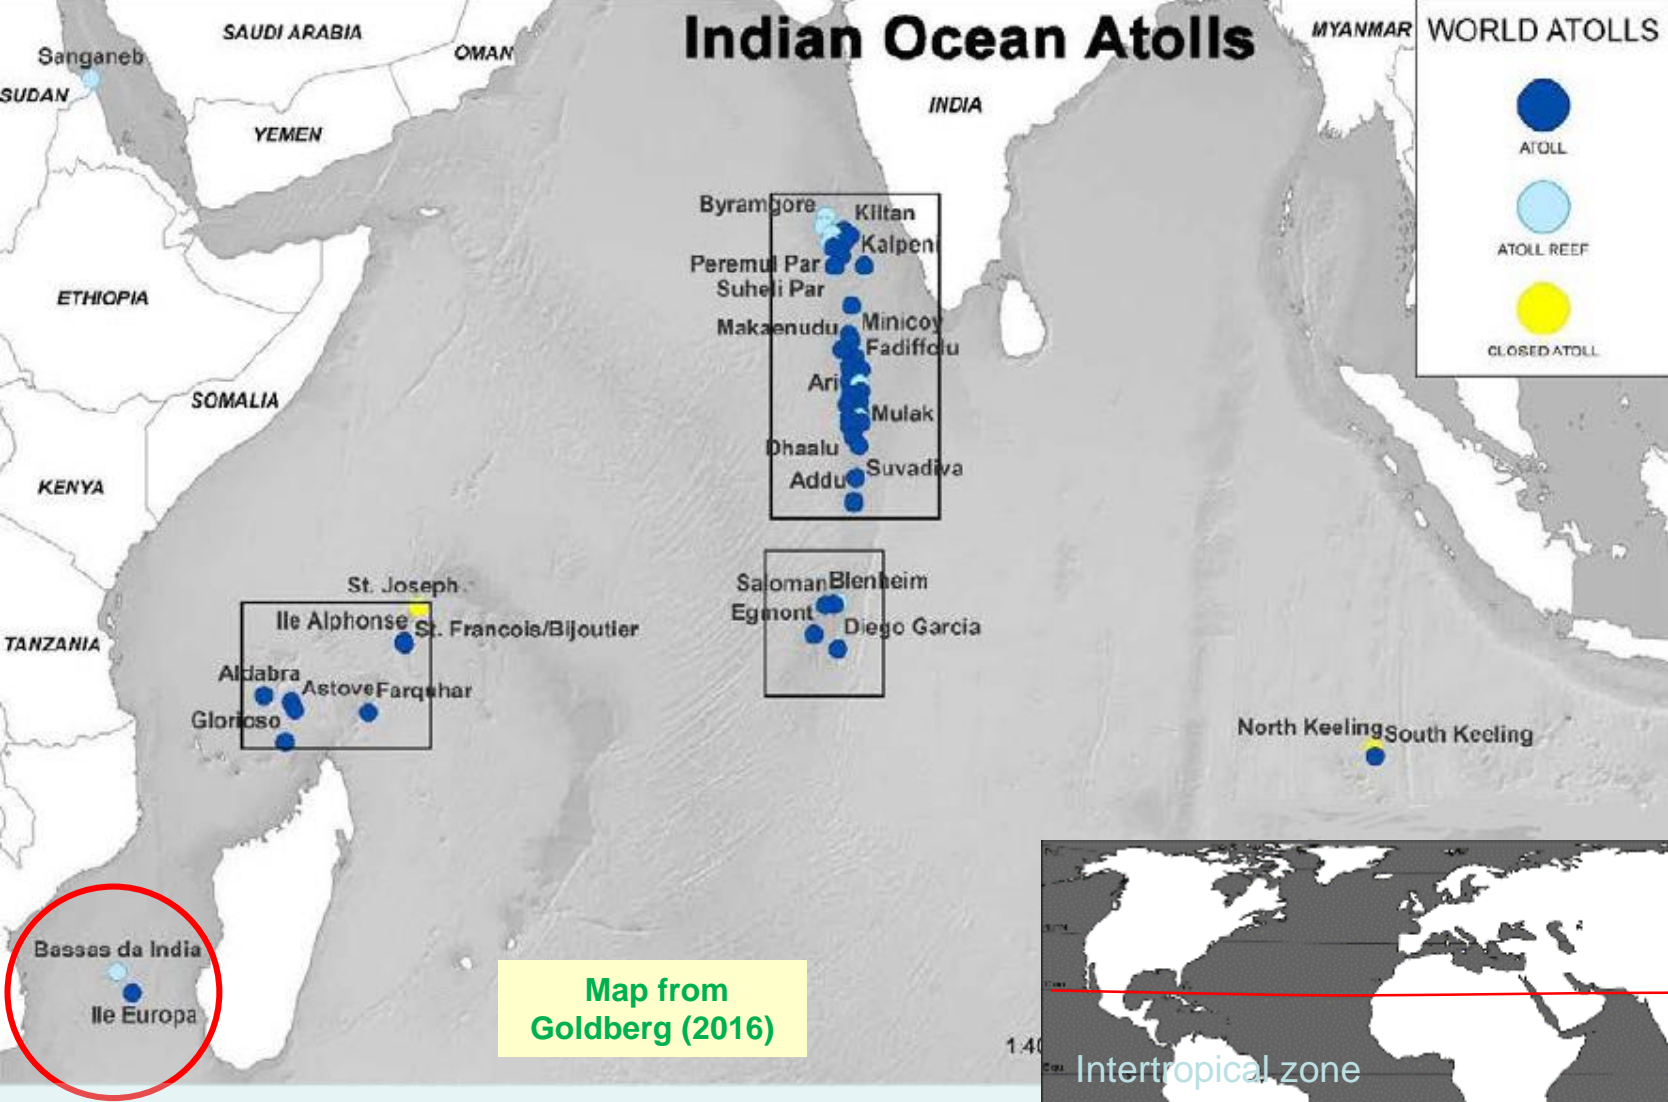 Indian Ocean Atolls
SAUDI ARABIA
OMAN
MYANMAR
WORLD ATOLLS
Sanganeb
SUDAN
YEMEN
INDIA
ATOLL
ATOLL REEF
CLOSED ATOLL
Byramgore
Kiltan
Kalpeni
Peremul Par
Suheli Par
ETHIOPIA
Makaenudu
Minicoy
Fadiffolu
SOMALIA
Ari
Mulak
Dhaalu
Suvadiva
Addu
KENYA
St. Joseph
Ile Alphonse
St. Francois/Bijoutier
TANZANIA
Saloman
Blenheim
Egmont
Diego Garcia
Aldabra
Astove
Farquhar
Glorioso
North Keeling
South Keeling
Bassas da India
Ile Europa
Map from
Goldberg (2016)
1:40
Intertropical zone